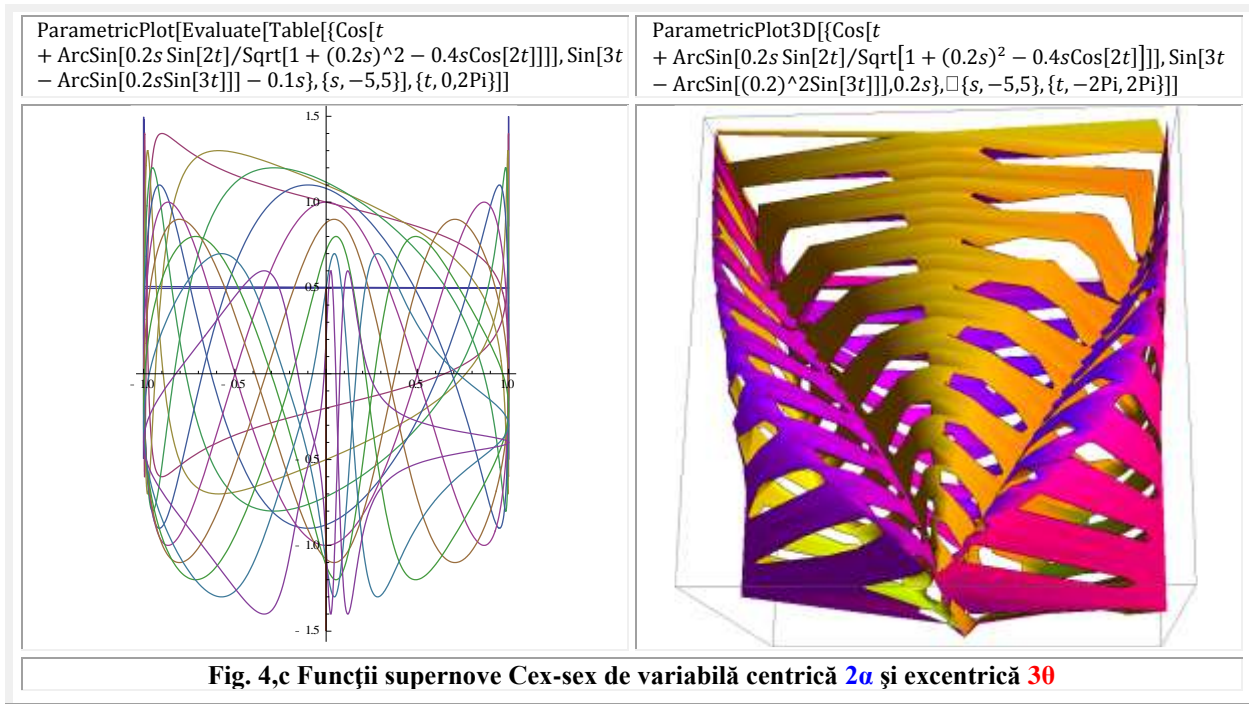 ParametricPlot[Evaluate[Table[{Cos[t
+ ArcSin[0.2s Sin[2t]/Sqrt[1 + (0.2s)^2 − 0.4sCos[2t]]]], Sin[3t
− ArcSin[0.2sSin[3t]]] − 0.1s}, {s, −5,5}], {t, 0,2Pi}]]
ParametricPlot3D[{Cos[t
+ ArcSin[0.2s Sin[2t]/Sqrt[1 + (0.2s)² − 0.4sCos[2t]]]], Sin[3t
− ArcSin[(0.2)^2Sin[3t]]],0.2s},□{s, −5,5}, {t, −2Pi, 2Pi}]]
1.5
1.0
0.5
- 1.0
- 0.5
0.5
1.0
- 0.5
- 1.0
- 1.5
Fig. 4,c Funcţii supernove Cex-sex de variabilă centrică 2α şi excentrică 3θ